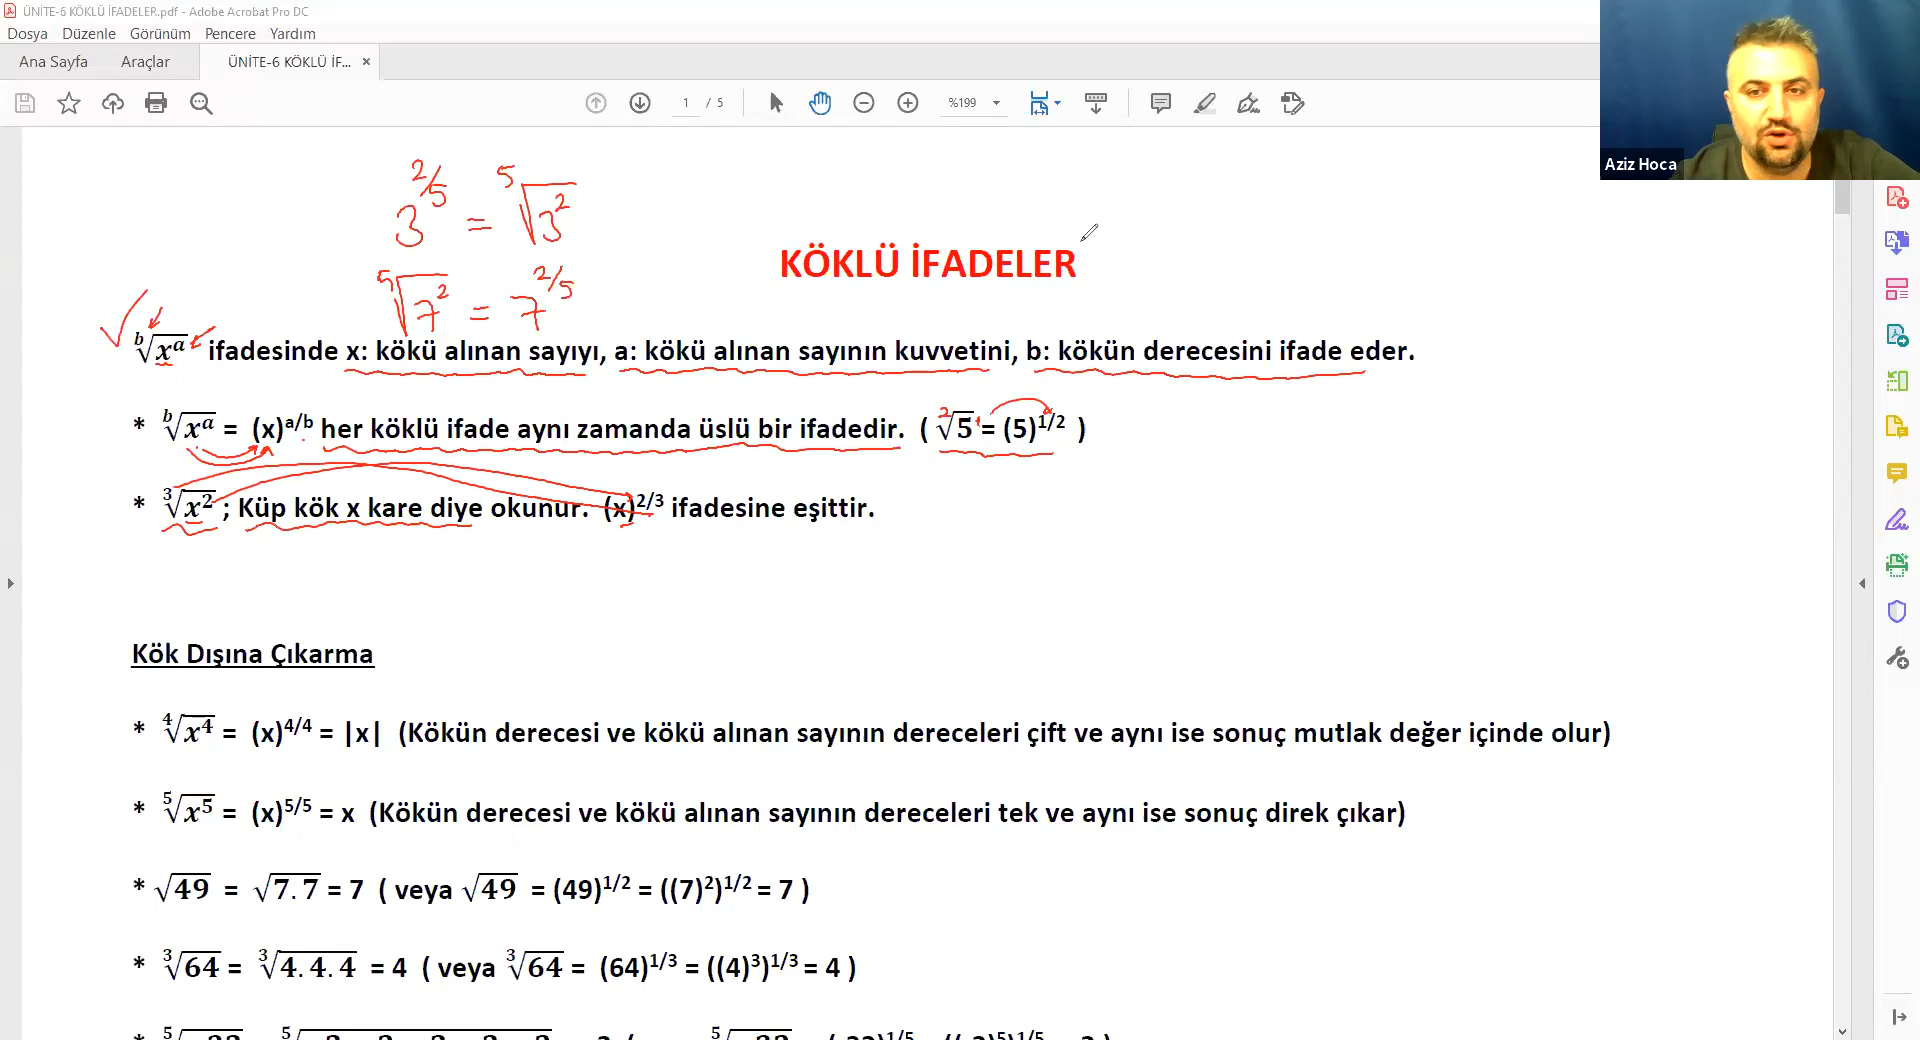 ÜNİTE-6 KÖKLÜ İFADELER.pdf - Adobe Acrobat Pro DC
Dosya Düzenle Görünüm Pencere Yardım
Ana Sayfa Araçlar ÜNİTE-6 KÖKLÜ İF... ×
1 / 5 %199
Aziz Hoca
3^2/5 = ⁵√3²
KÖKLÜ İFADELER
⁵√7² = 7^2/5
ᵇ√xᵃ ifadesinde x: kökü alınan sayıyı, a: kökü alınan sayının kuvvetini, b: kökün derecesini ifade eder.
* ᵇ√xᵃ = (x)^a/b her köklü ifade aynı zamanda üslü bir ifadedir. ( ²√5¹ = (5)^1/2 )
* ³√x² ; Küp kök x kare diye okunur. (x)^2/3 ifadesine eşittir.
Kök Dışına Çıkarma
* ⁴√x⁴ = (x)^4/4 = |x| (Kökün derecesi ve kökü alınan sayının dereceleri çift ve aynı ise sonuç mutlak değer içinde olur)
* ⁵√x⁵ = (x)^5/5 = x (Kökün derecesi ve kökü alınan sayının dereceleri tek ve aynı ise sonuç direk çıkar)
* √49 = √7.7 = 7 ( veya √49 = (49)^1/2 = ((7)²)^1/2 = 7 )
* ³√64 = ³√4.4.4 = 4 ( veya ³√64 = (64)^1/3 = ((4)³)^1/3 = 4 )